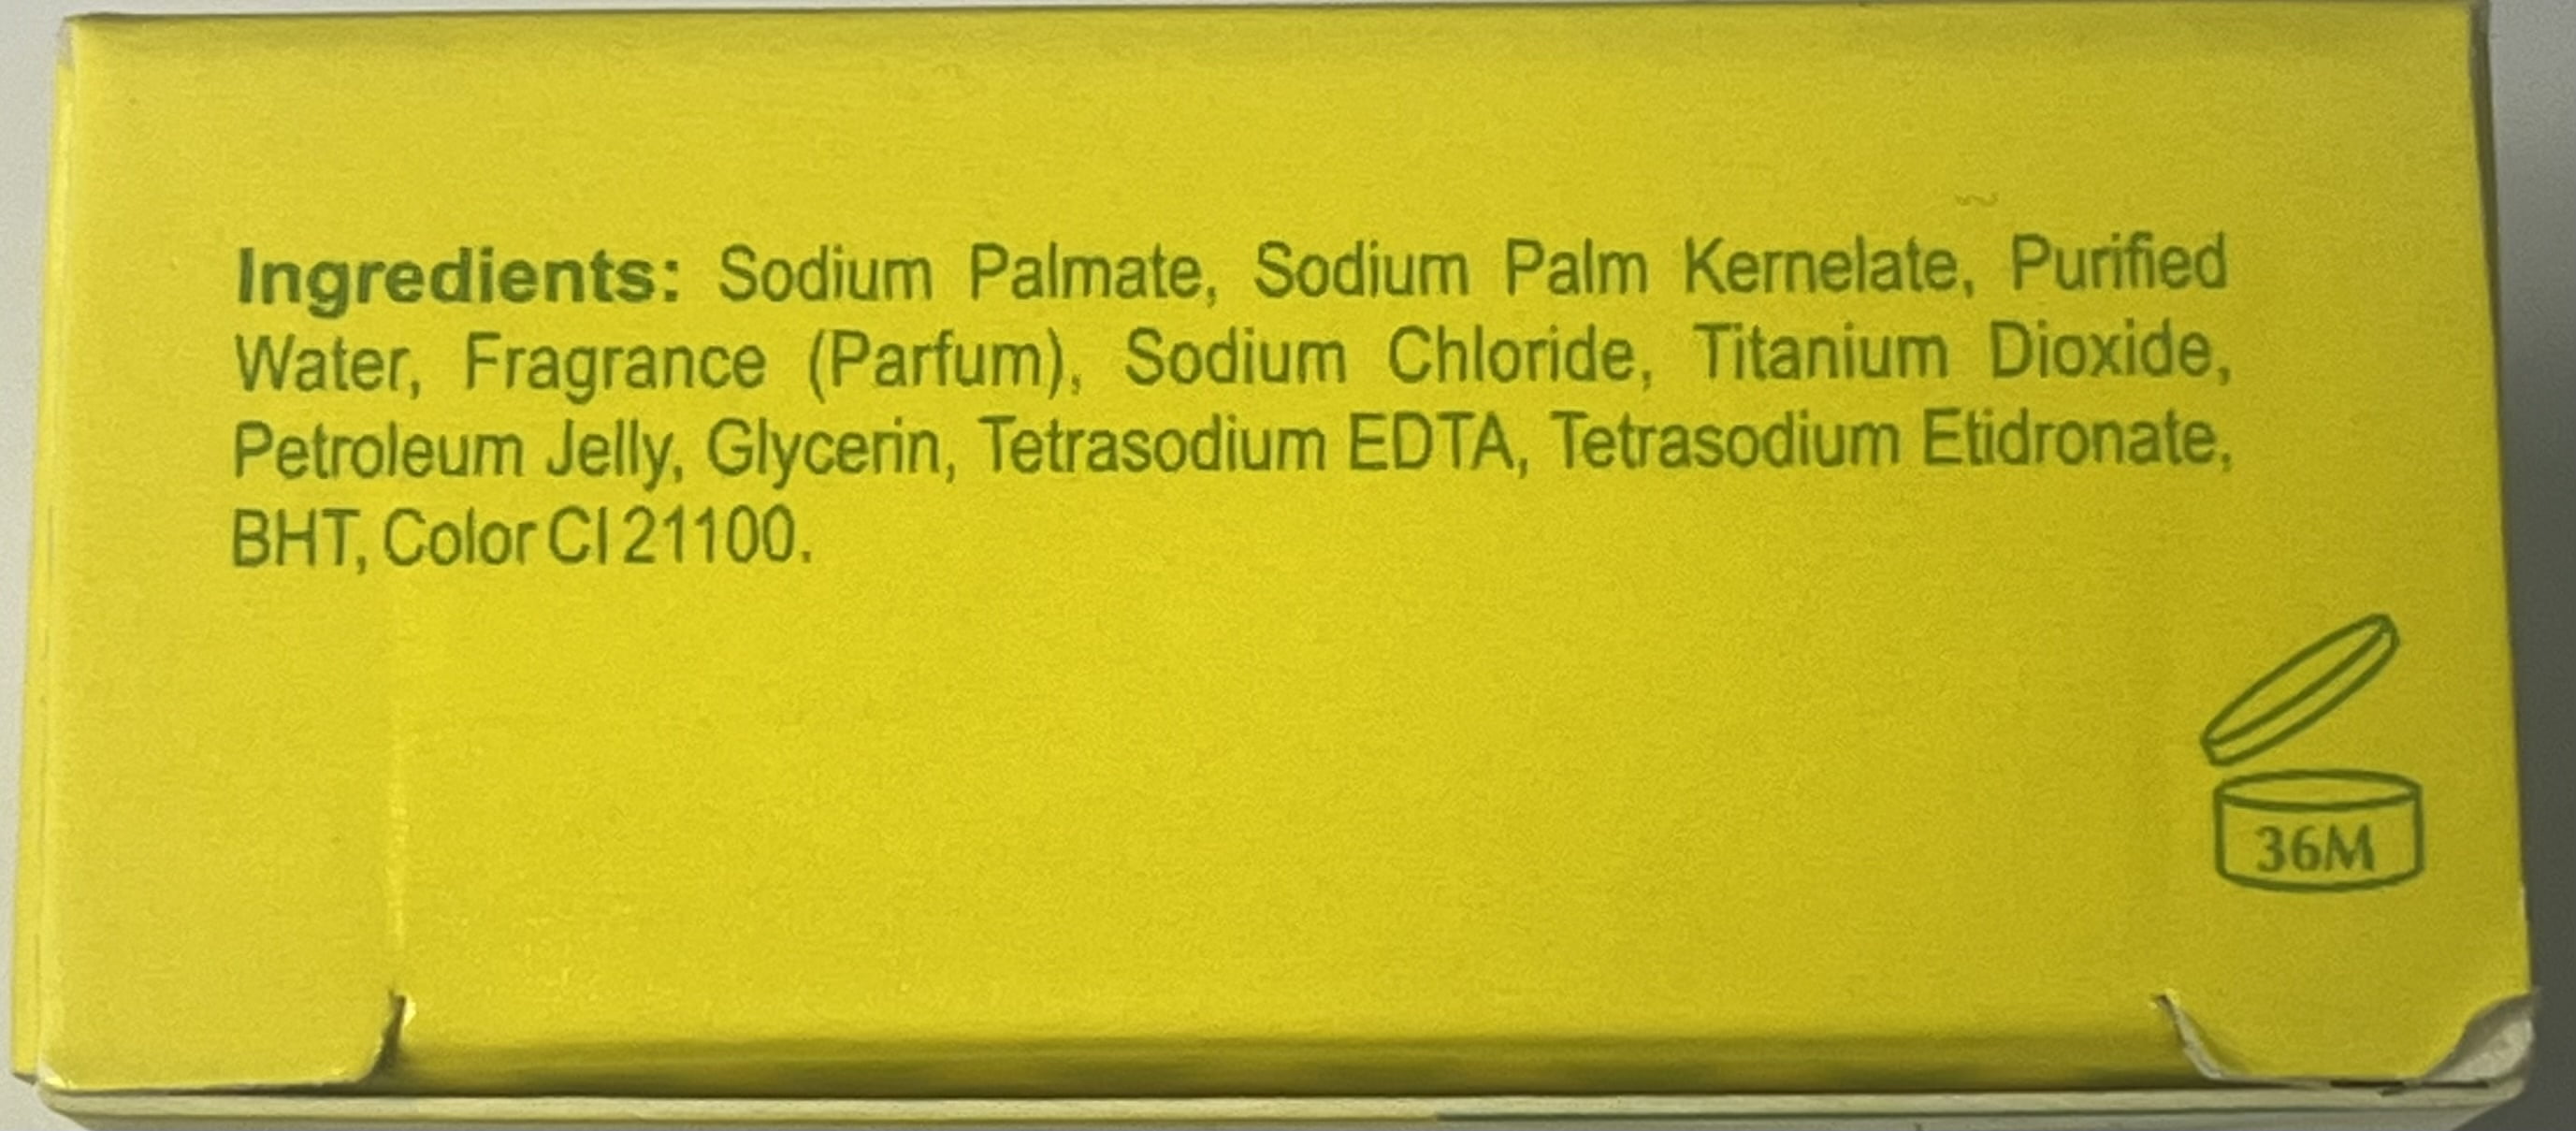 Ingredients: Sodium Palmate, Sodium Palm Kernelate, Purified
Water, Fragrance (Parfum), Sodium Chloride, Titanium Dioxide,
Petroleum Jelly, Glycerin, Tetrasodium EDTA, Tetrasodium Etidronate,
BHT, Color CI 21100.
36M